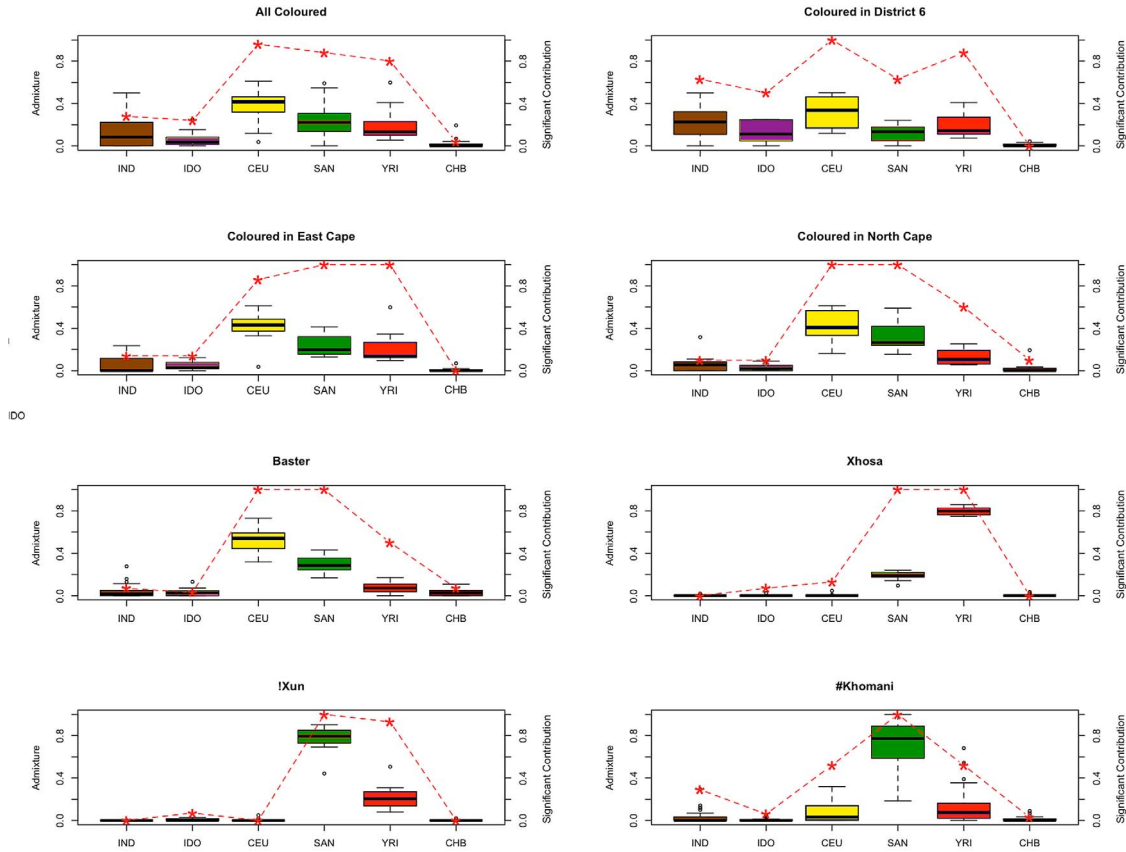 All Coloured
Admixture
0.0 0.4 0.8
Significant Contribution
0.0 0.4 0.8
IND IDO CEU SAN YRI CHB
Coloured in District 6
Admixture
0.0 0.4 0.8
Significant Contribution
0.0 0.4 0.8
IND IDO CEU SAN YRI CHB
Coloured in East Cape
Admixture
0.0 0.4 0.8
Significant Contribution
0.0 0.4 0.8
IND IDO CEU SAN YRI CHB
Coloured in North Cape
Admixture
0.0 0.4 0.8
Significant Contribution
0.0 0.4 0.8
IND IDO CEU SAN YRI CHB
IDO
Baster
Admixture
0.0 0.4 0.8
Significant Contribution
0.0 0.4 0.8
IND IDO CEU SAN YRI CHB
Xhosa
Admixture
0.0 0.4 0.8
Significant Contribution
0.0 0.4 0.8
IND IDO CEU SAN YRI CHB
!Xun
Admixture
0.0 0.4 0.8
Significant Contribution
0.0 0.4 0.8
IND IDO CEU SAN YRI CHB
#Khomani
Admixture
0.0 0.4 0.8
Significant Contribution
0.0 0.4 0.8
IND IDO CEU SAN YRI CHB